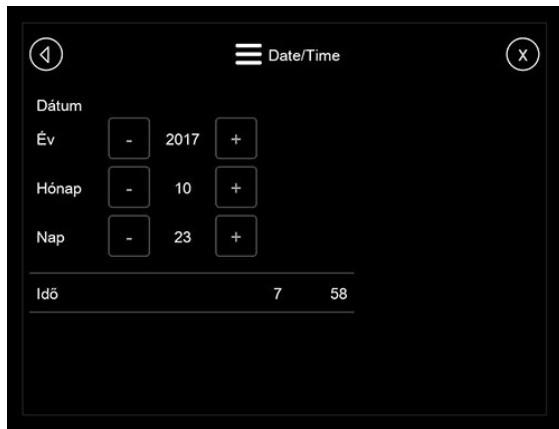 Date/Time X
Dátum
Év - 2017 +
Hónap - 10 +
Nap - 23 +
Idő 7 58